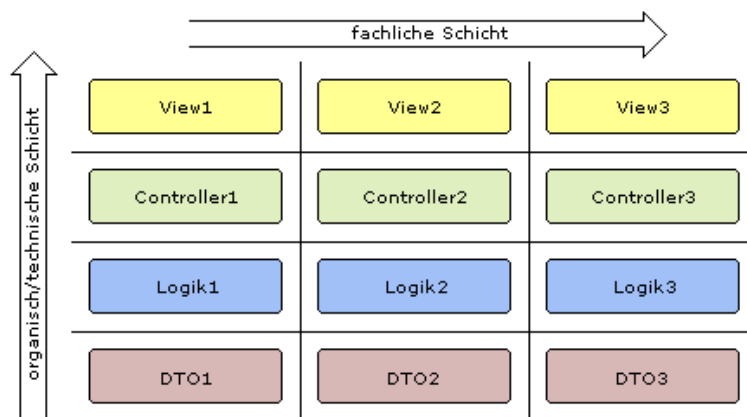 fachliche Schicht
organisch/technische Schicht
View1 View2 View3
Controller1 Controller2 Controller3
Logik1 Logik2 Logik3
DTO1 DTO2 DTO3